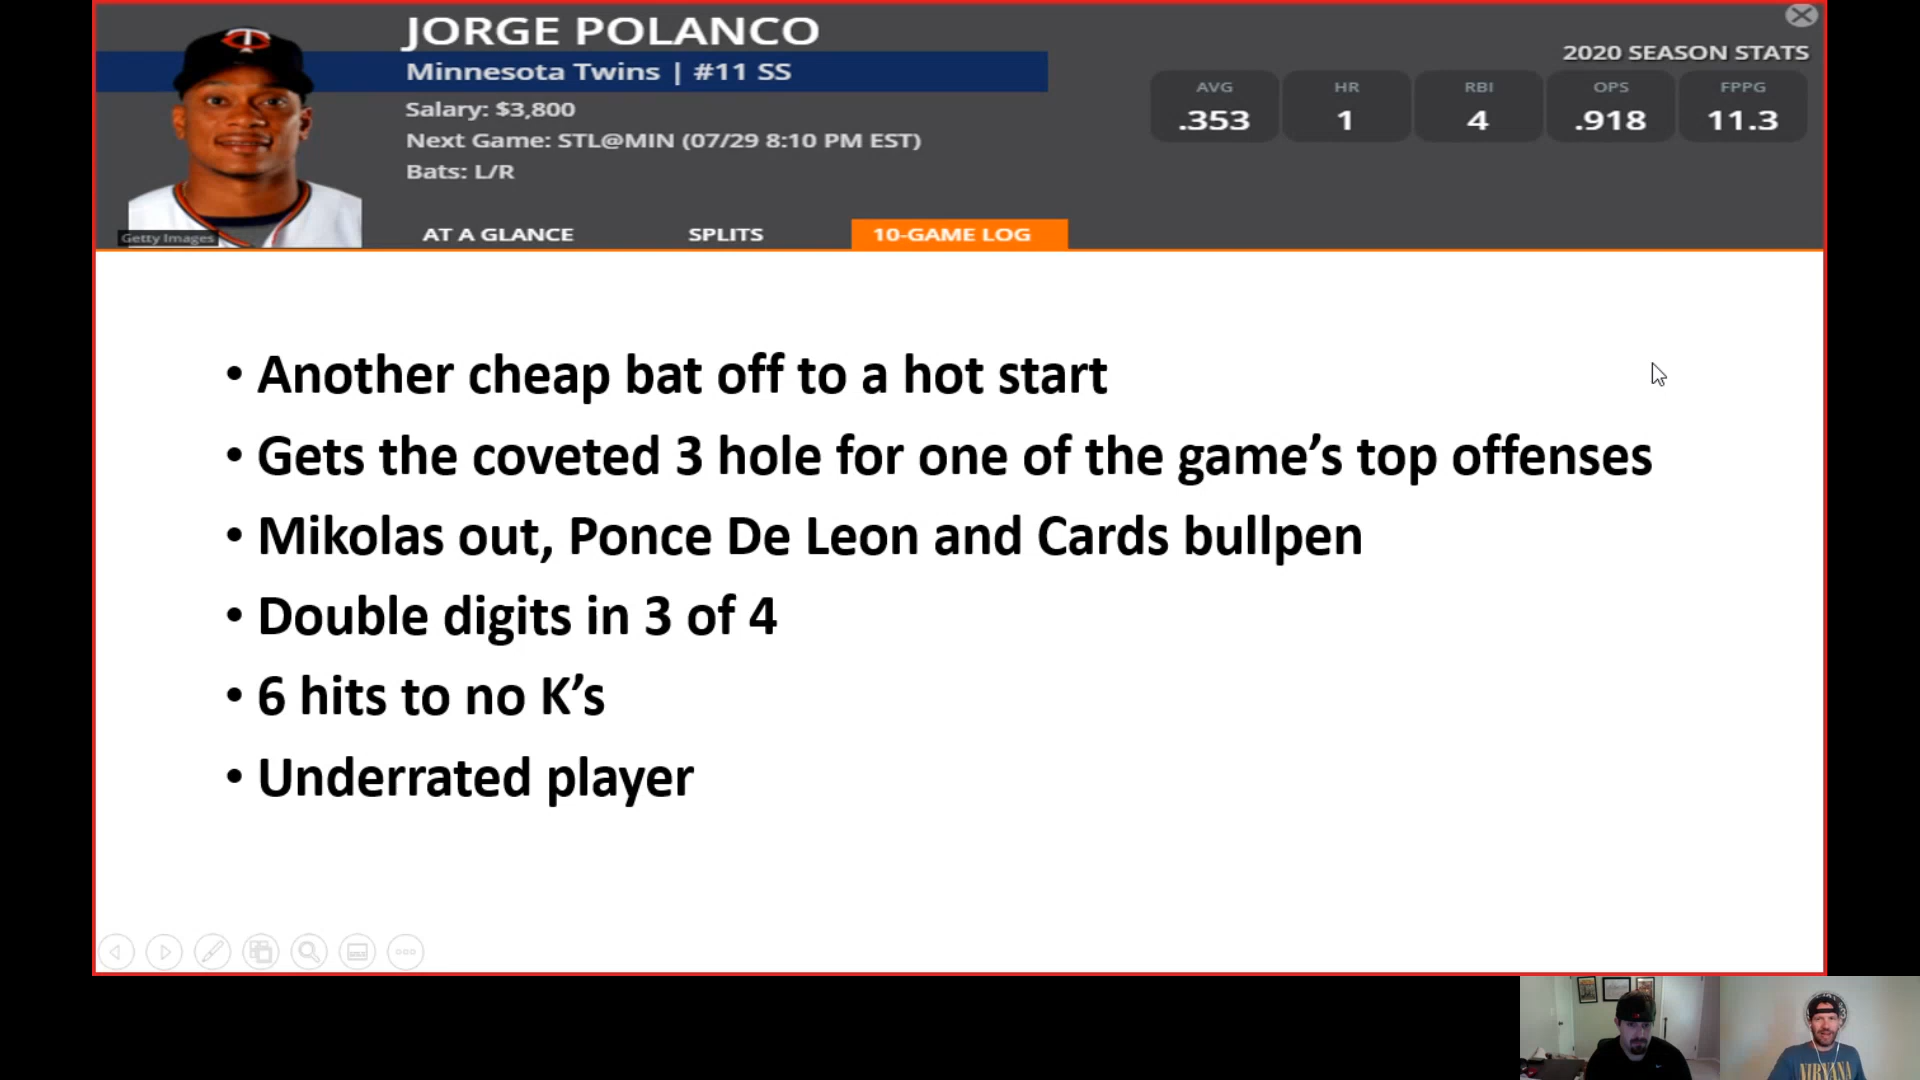 JORGE POLANCO
Minnesota Twins | #11 SS
Salary: $3,800
Next Game: STL@MIN (07/29 8:10 PM EST)
Bats: L/R
Getty Images
AT A GLANCE
SPLITS
10-GAME LOG
2020 SEASON STATS
AVG
HR
RBI
OPS
FPPG
.353
1
4
.918
11.3
• Another cheap bat off to a hot start
• Gets the coveted 3 hole for one of the game’s top offenses
• Mikolas out, Ponce De Leon and Cards bullpen
• Double digits in 3 of 4
• 6 hits to no K’s
• Underrated player
NIRVANA